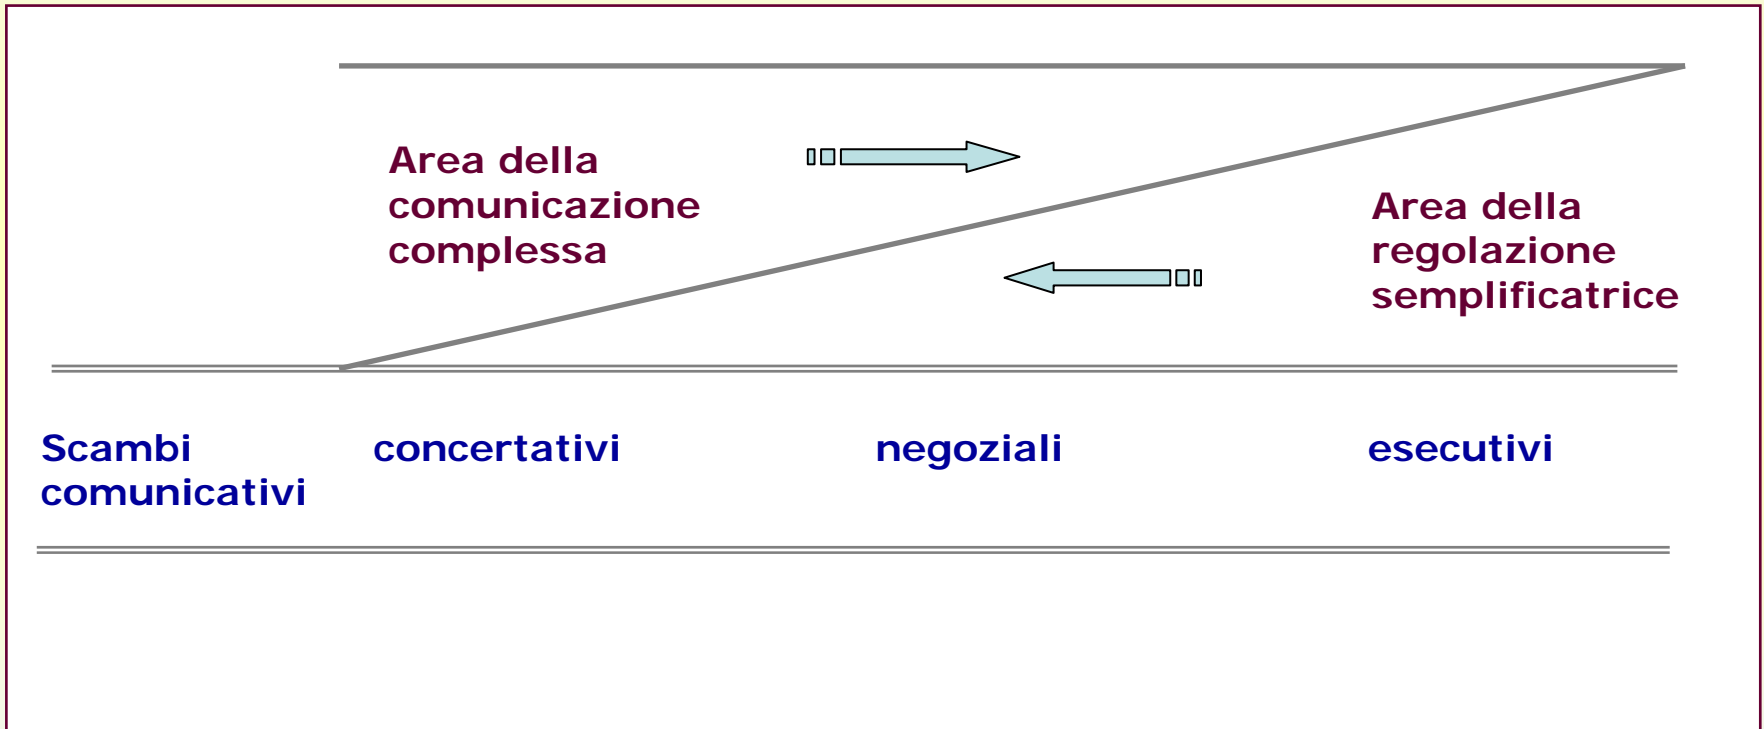 Area della
comunicazione
complessa
Area della
regolazione
semplificatrice
Scambi
comunicativi
concertativi
negoziali
esecutivi